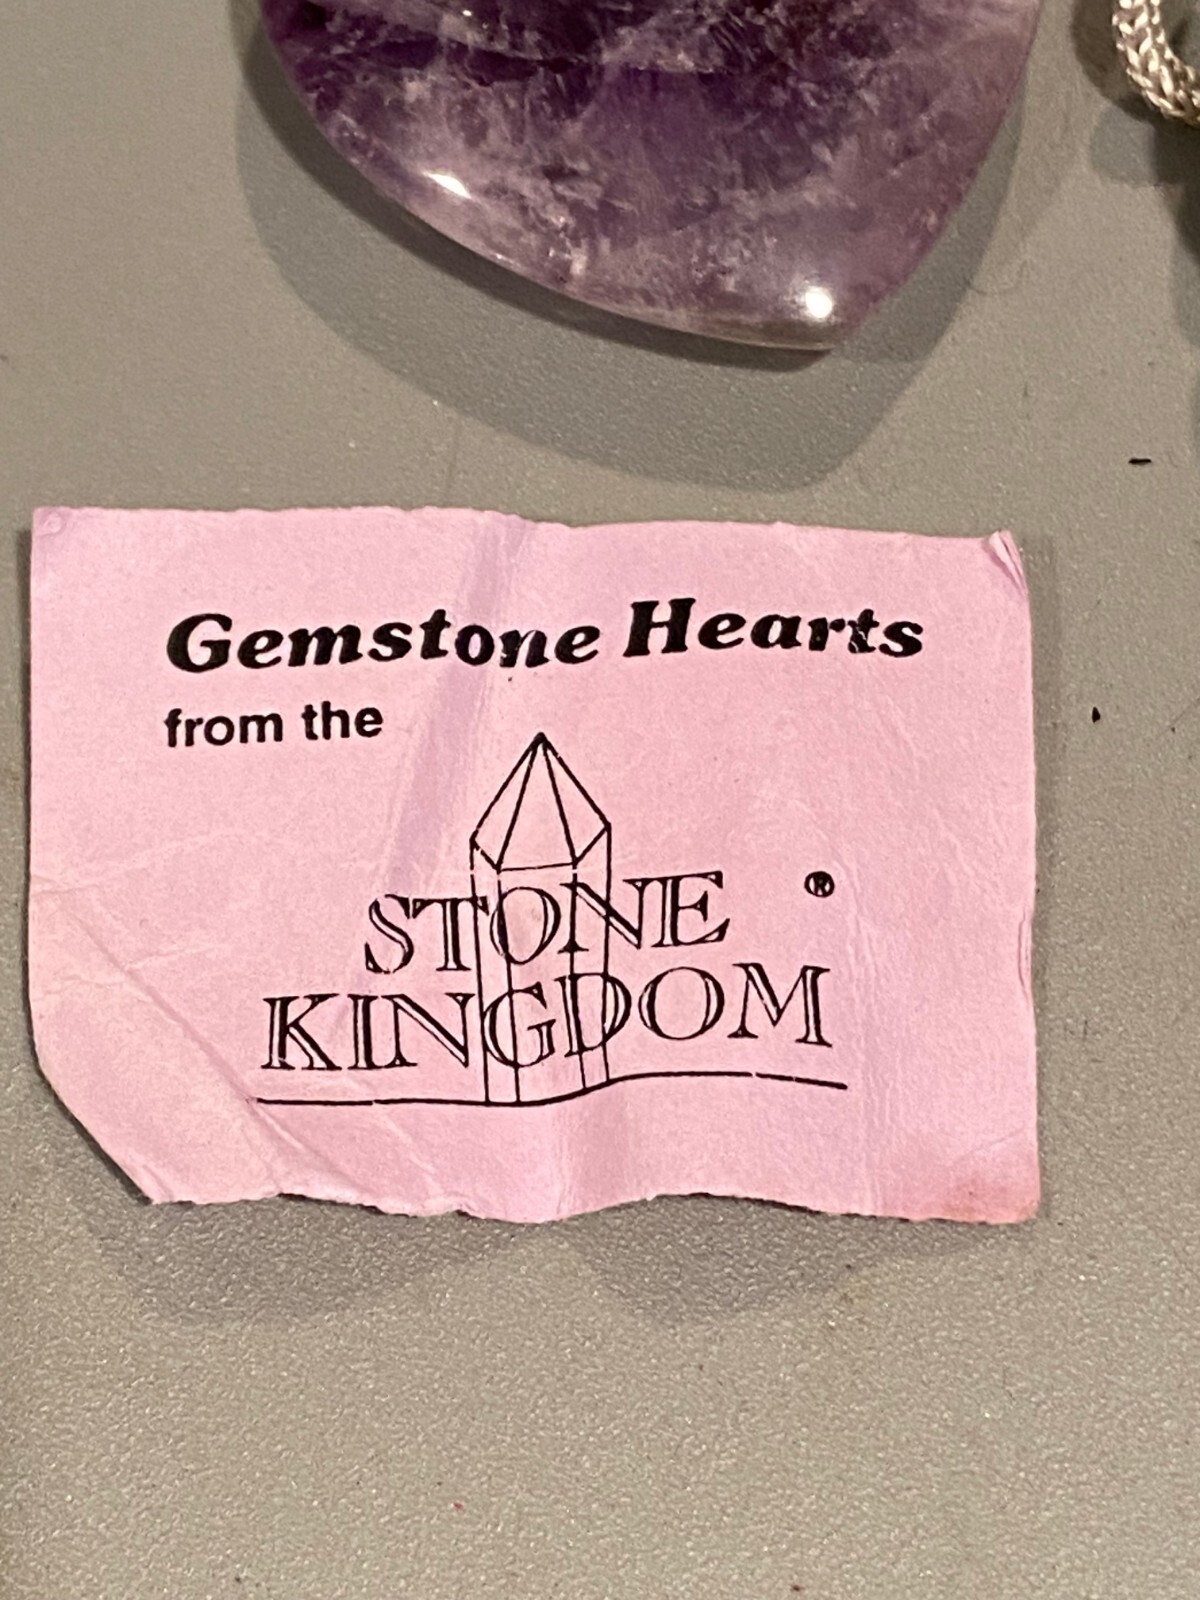 Gemstone Hearts
from the
STONE ®
KINGDOM